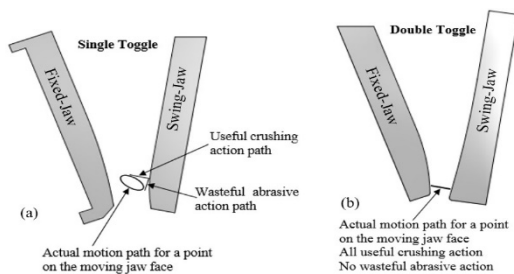 Single Toggle
Fixed-Jaw
Swing-Jaw
Useful crushing
action path
Wasteful abrasive
action path
(a)
Actual motion path for a point
on the moving jaw face
Double Toggle
Fixed-Jaw
Swing-Jaw
(b)
Actual motion path for a point
on the moving jaw face
All useful crushing action
No wasteful abrasive action